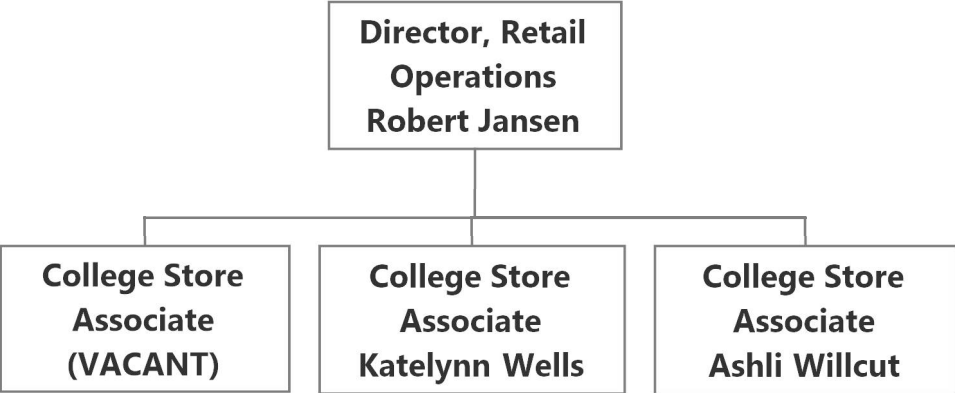 Director, Retail
Operations
Robert Jansen
College Store
Associate
(VACANT)
College Store
Associate
Katelynn Wells
College Store
Associate
Ashli Willcut